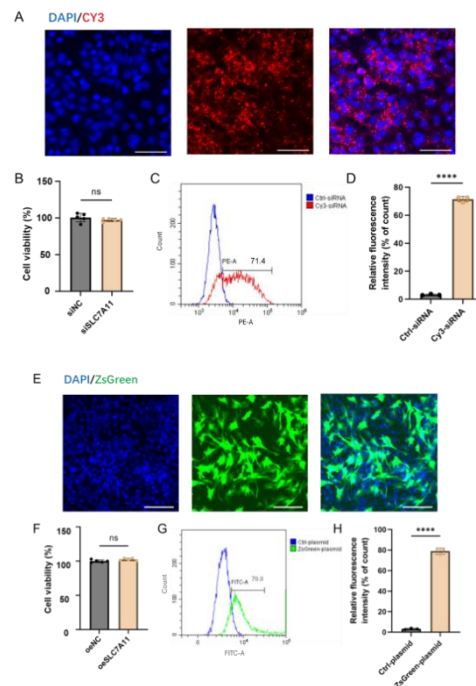 A
DAPI/CY3
B
Cell viability (%)
150
100
50
0
ns
siNC
siSLC7A11
C
Count
200
100
0
Ctrl-siRNA
Cy3-siRNA
PE-A
71.4
10³
10⁴
10⁵
10⁶
PE-A
D
Relative fluorescence
intensity (% of count)
80
60
40
20
0
****
Ctrl-siRNA
Cy3-siRNA
E
DAPI/ZsGreen
F
Cell viability (%)
150
100
50
0
ns
oeNC
oeSLC7A11
G
Count
200
100
0
Ctrl-plasmid
ZsGreen-plasmid
FITC-A
FITC-A
H
Relative fluorescence
intensity (% of count)
100
80
60
40
20
0
****
Ctrl-plasmid
ZsGreen-plasmid